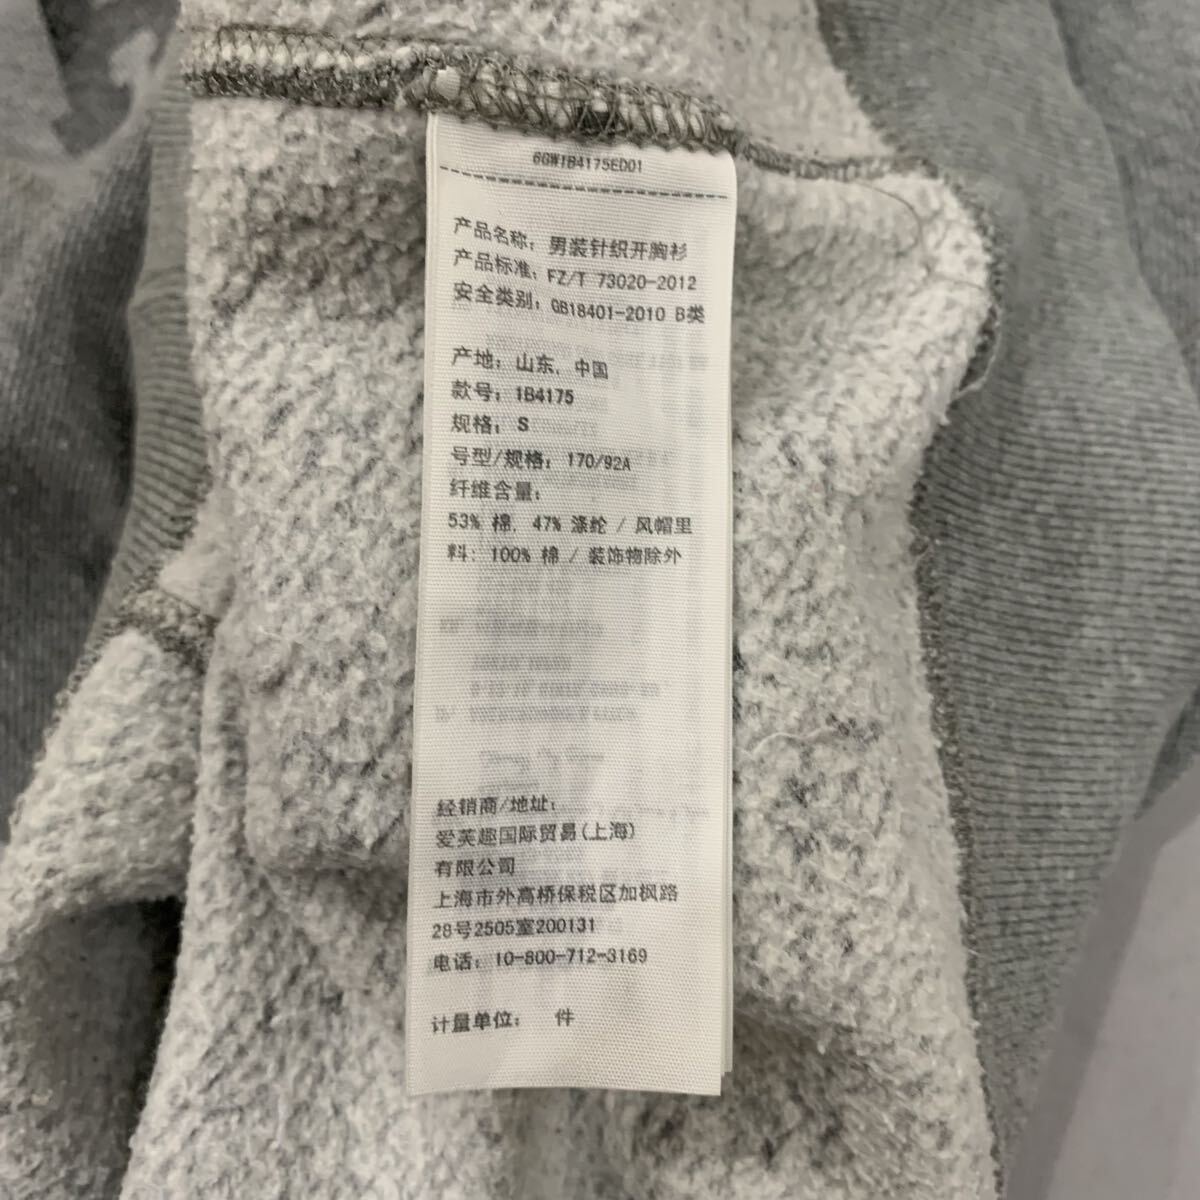 6GW1B4175ED01
产品名称: 男装针织开胸衫
产品标准: FZ/T 73020-2012
安全类别: GB18401-2010 B类
产地: 山东, 中国
款号: 1B4175
规格: S
号型/规格: 170/92A
纤维含量:
53% 棉, 47% 涤纶 / 风帽里
料: 100% 棉 / 装饰物除外
经销商/地址:
爱芙趣国际贸易(上海)
有限公司
上海市外高桥保税区加枫路
28号2505室200131
电话: 10-800-712-3169
计量单位: 件